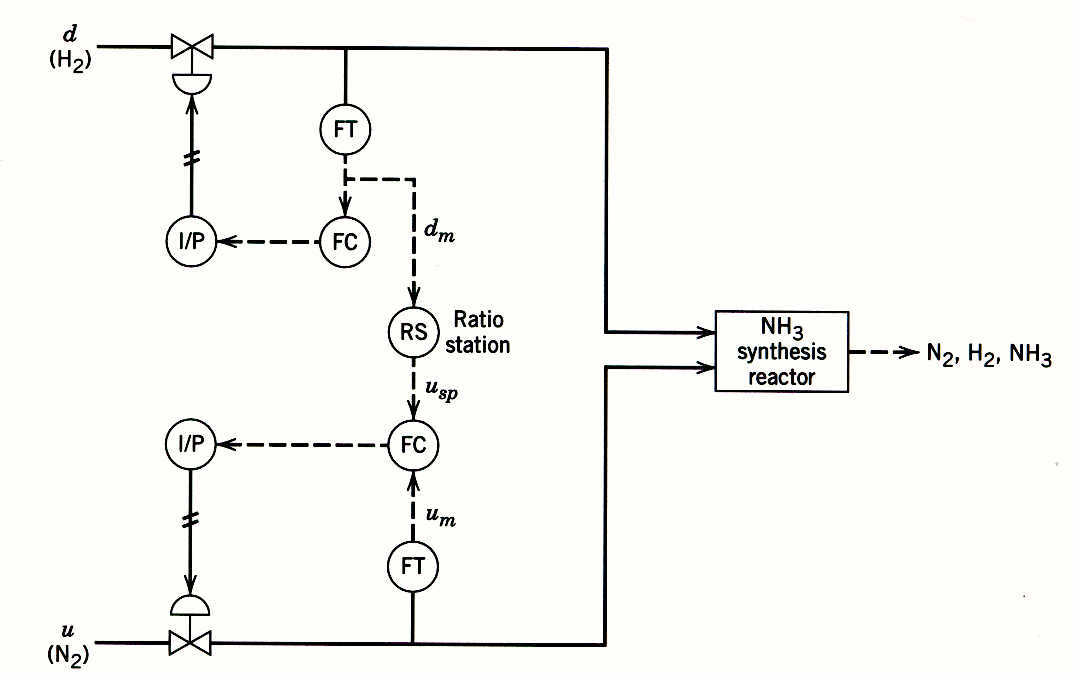 d
(H₂)
FT
I/P
FC
dₘ
RS
Ratio
station
NH₃
synthesis
reactor
N₂, H₂, NH₃
uₛₚ
I/P
FC
uₘ
FT
u
(N₂)